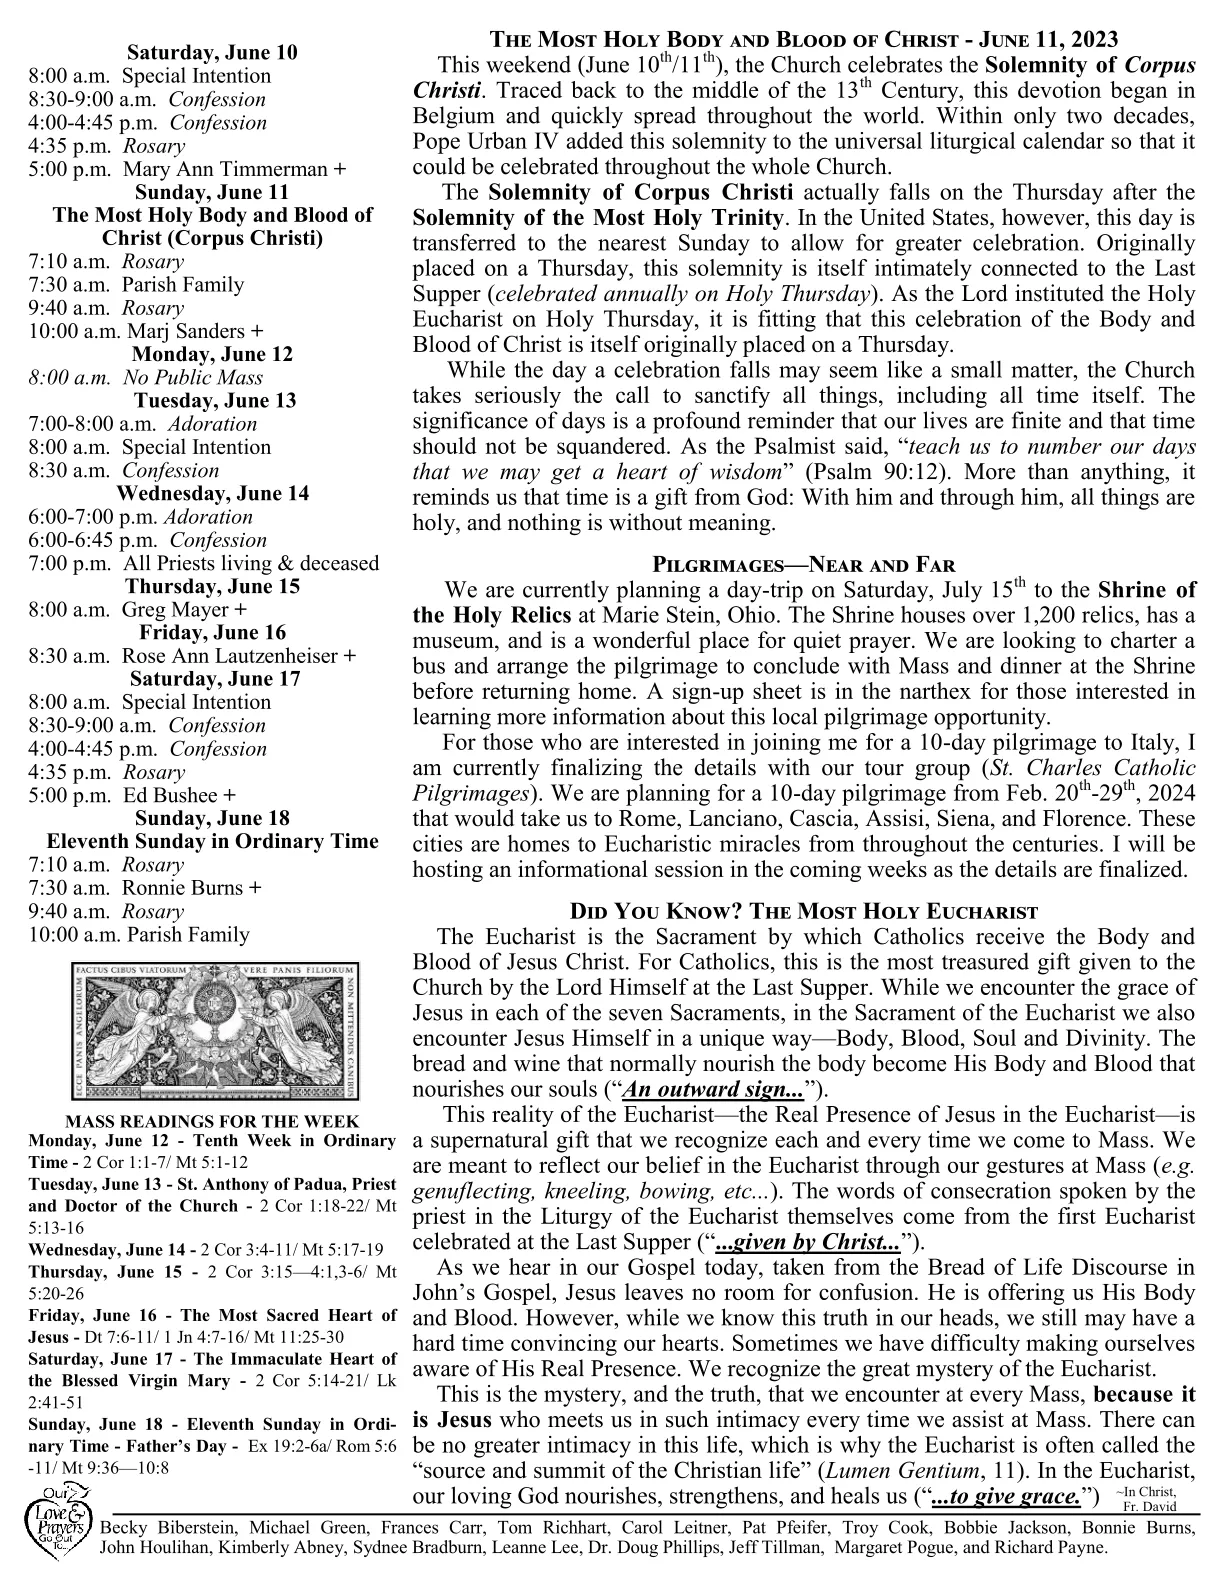 Saturday, June 10
8:00 a.m. Special Intention
8:30-9:00 a.m. Confession
4:00-4:45 p.m. Confession
4:35 p.m. Rosary
5:00 p.m. Mary Ann Timmerman +
Sunday, June 11
The Most Holy Body and Blood of
Christ (Corpus Christi)
7:10 a.m. Rosary
7:30 a.m. Parish Family
9:40 a.m. Rosary
10:00 a.m. Marj Sanders +
Monday, June 12
8:00 a.m. No Public Mass
Tuesday, June 13
7:00-8:00 a.m. Adoration
8:00 a.m. Special Intention
8:30 a.m. Confession
Wednesday, June 14
6:00-7:00 p.m. Adoration
6:00-6:45 p.m. Confession
7:00 p.m. All Priests living & deceased
Thursday, June 15
8:00 a.m. Greg Mayer +
Friday, June 16
8:30 a.m. Rose Ann Lautzenheiser +
Saturday, June 17
8:00 a.m. Special Intention
8:30-9:00 a.m. Confession
4:00-4:45 p.m. Confession
4:35 p.m. Rosary
5:00 p.m. Ed Bushee +
Sunday, June 18
Eleventh Sunday in Ordinary Time
7:10 a.m. Rosary
7:30 a.m. Ronnie Burns +
9:40 a.m. Rosary
10:00 a.m. Parish Family
FACTUS CIBUS VIATORUM VERE PANIS FILIORUM
ECCE PANIS ANGELORUM
NON MITTENDUS CANIBUS
MASS READINGS FOR THE WEEK
Monday, June 12 - Tenth Week in Ordinary
Time - 2 Cor 1:1-7/ Mt 5:1-12
Tuesday, June 13 - St. Anthony of Padua, Priest
and Doctor of the Church - 2 Cor 1:18-22/ Mt
5:13-16
Wednesday, June 14 - 2 Cor 3:4-11/ Mt 5:17-19
Thursday, June 15 - 2 Cor 3:15—4:1,3-6/ Mt
5:20-26
Friday, June 16 - The Most Sacred Heart of
Jesus - Dt 7:6-11/ 1 Jn 4:7-16/ Mt 11:25-30
Saturday, June 17 - The Immaculate Heart of
the Blessed Virgin Mary - 2 Cor 5:14-21/ Lk
2:41-51
Sunday, June 18 - Eleventh Sunday in Ordi-
nary Time - Father's Day - Ex 19:2-6a/ Rom 5:6
-11/ Mt 9:36—10:8
The Most Holy Body and Blood of Christ - June 11, 2023
This weekend (June 10th/11th), the Church celebrates the Solemnity of Corpus
Christi. Traced back to the middle of the 13th Century, this devotion began in
Belgium and quickly spread throughout the world. Within only two decades,
Pope Urban IV added this solemnity to the universal liturgical calendar so that it
could be celebrated throughout the whole Church.
The Solemnity of Corpus Christi actually falls on the Thursday after the
Solemnity of the Most Holy Trinity. In the United States, however, this day is
transferred to the nearest Sunday to allow for greater celebration. Originally
placed on a Thursday, this solemnity is itself intimately connected to the Last
Supper (celebrated annually on Holy Thursday). As the Lord instituted the Holy
Eucharist on Holy Thursday, it is fitting that this celebration of the Body and
Blood of Christ is itself originally placed on a Thursday.
While the day a celebration falls may seem like a small matter, the Church
takes seriously the call to sanctify all things, including all time itself. The
significance of days is a profound reminder that our lives are finite and that time
should not be squandered. As the Psalmist said, “teach us to number our days
that we may get a heart of wisdom” (Psalm 90:12). More than anything, it
reminds us that time is a gift from God: With him and through him, all things are
holy, and nothing is without meaning.
Pilgrimages—Near and Far
We are currently planning a day-trip on Saturday, July 15th to the Shrine of
the Holy Relics at Marie Stein, Ohio. The Shrine houses over 1,200 relics, has a
museum, and is a wonderful place for quiet prayer. We are looking to charter a
bus and arrange the pilgrimage to conclude with Mass and dinner at the Shrine
before returning home. A sign-up sheet is in the narthex for those interested in
learning more information about this local pilgrimage opportunity.
For those who are interested in joining me for a 10-day pilgrimage to Italy, I
am currently finalizing the details with our tour group (St. Charles Catholic
Pilgrimages). We are planning for a 10-day pilgrimage from Feb. 20th-29th, 2024
that would take us to Rome, Lanciano, Cascia, Assisi, Siena, and Florence. These
cities are homes to Eucharistic miracles from throughout the centuries. I will be
hosting an informational session in the coming weeks as the details are finalized.
Did You Know? The Most Holy Eucharist
The Eucharist is the Sacrament by which Catholics receive the Body and
Blood of Jesus Christ. For Catholics, this is the most treasured gift given to the
Church by the Lord Himself at the Last Supper. While we encounter the grace of
Jesus in each of the seven Sacraments, in the Sacrament of the Eucharist we also
encounter Jesus Himself in a unique way—Body, Blood, Soul and Divinity. The
bread and wine that normally nourish the body become His Body and Blood that
nourishes our souls (“An outward sign...”).
This reality of the Eucharist—the Real Presence of Jesus in the Eucharist—is
a supernatural gift that we recognize each and every time we come to Mass. We
are meant to reflect our belief in the Eucharist through our gestures at Mass (e.g.
genuflecting, kneeling, bowing, etc...). The words of consecration spoken by the
priest in the Liturgy of the Eucharist themselves come from the first Eucharist
celebrated at the Last Supper (“...given by Christ...”).
As we hear in our Gospel today, taken from the Bread of Life Discourse in
John's Gospel, Jesus leaves no room for confusion. He is offering us His Body
and Blood. However, while we know this truth in our heads, we still may have a
hard time convincing our hearts. Sometimes we have difficulty making ourselves
aware of His Real Presence. We recognize the great mystery of the Eucharist.
This is the mystery, and the truth, that we encounter at every Mass, because it
is Jesus who meets us in such intimacy every time we assist at Mass. There can
be no greater intimacy in this life, which is why the Eucharist is often called the
“source and summit of the Christian life” (Lumen Gentium, 11). In the Eucharist,
our loving God nourishes, strengthens, and heals us (“...to give grace.”) ~In Christ,
Fr. David
Our
Love &
Prayers
Go Out
To...
Becky Biberstein, Michael Green, Frances Carr, Tom Richhart, Carol Leitner, Pat Pfeifer, Troy Cook, Bobbie Jackson, Bonnie Burns,
John Houlihan, Kimberly Abney, Sydnee Bradburn, Leanne Lee, Dr. Doug Phillips, Jeff Tillman, Margaret Pogue, and Richard Payne.